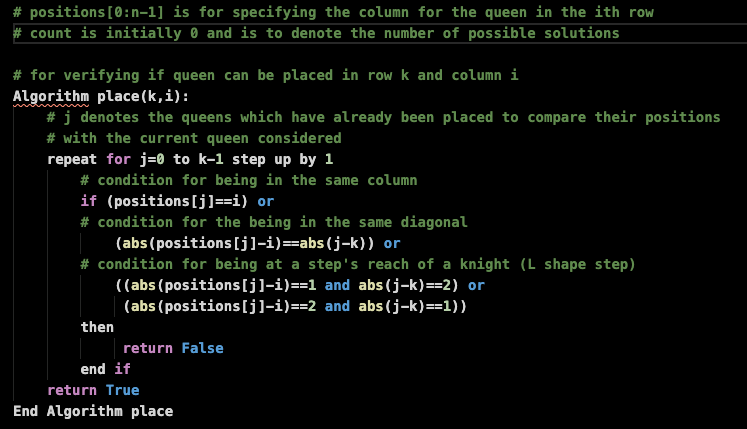 # positions[0:n-1] is for specifying the column for the queen in the ith row
# count is initially 0 and is to denote the number of possible solutions
# for verifying if queen can be placed in row k and column i
Algorithm place(k,i):
# j denotes the queens which have already been placed to compare their positions
# with the current queen considered
repeat for j=0 to k-1 step up by 1
# condition for being in the same column
if (positions[j]==i) or
# condition for the being in the same diagonal
(abs(positions[j]-i)==abs(j-k)) or
# condition for being at a step's reach of a knight (L shape step)
((abs(positions[j]-i)==1 and abs(j-k)==2) or
(abs(positions[j]-i)==2 and abs(j-k)==1))
then
return False
end if
return True
End Algorithm place